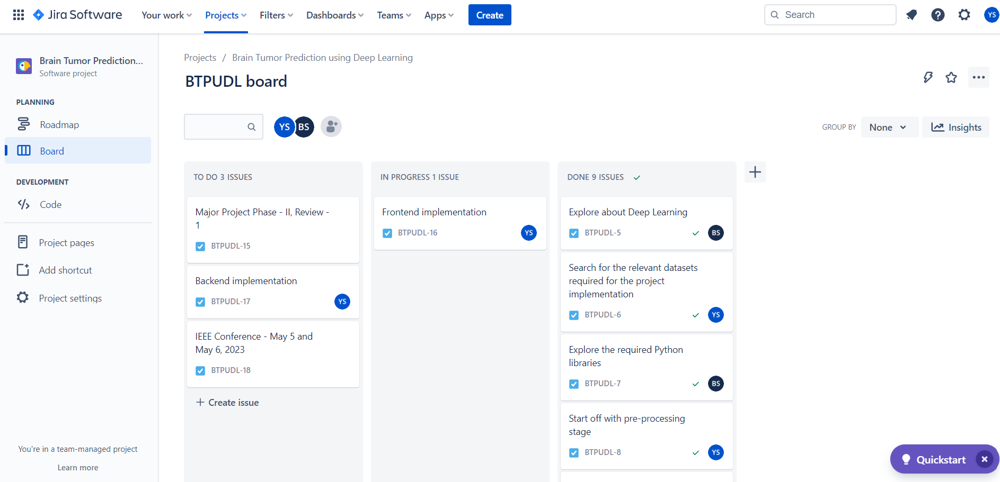 Jira Software
Your work
Projects
Filters
Dashboards
Teams
Apps
Create
Search
YS
Brain Tumor Prediction...
Software project
PLANNING
Roadmap
Board
DEVELOPMENT
Code
Project pages
Add shortcut
Project settings
You're in a team-managed project
Learn more
Projects / Brain Tumor Prediction using Deep Learning
BTPUDL board
YS
BS
GROUP BY
None
Insights
TO DO 3 ISSUES
Major Project Phase - II, Review -
1
BTPUDL-15
Backend implementation
BTPUDL-17
YS
IEEE Conference - May 5 and
May 6, 2023
BTPUDL-18
Create issue
IN PROGRESS 1 ISSUE
Frontend implementation
BTPUDL-16
YS
DONE 9 ISSUES
Explore about Deep Learning
BTPUDL-5
BS
Search for the relevant datasets
required for the project
implementation
BTPUDL-6
YS
Explore the required Python
libraries
BTPUDL-7
BS
Start off with pre-processing
stage
BTPUDL-8
YS
Quickstart